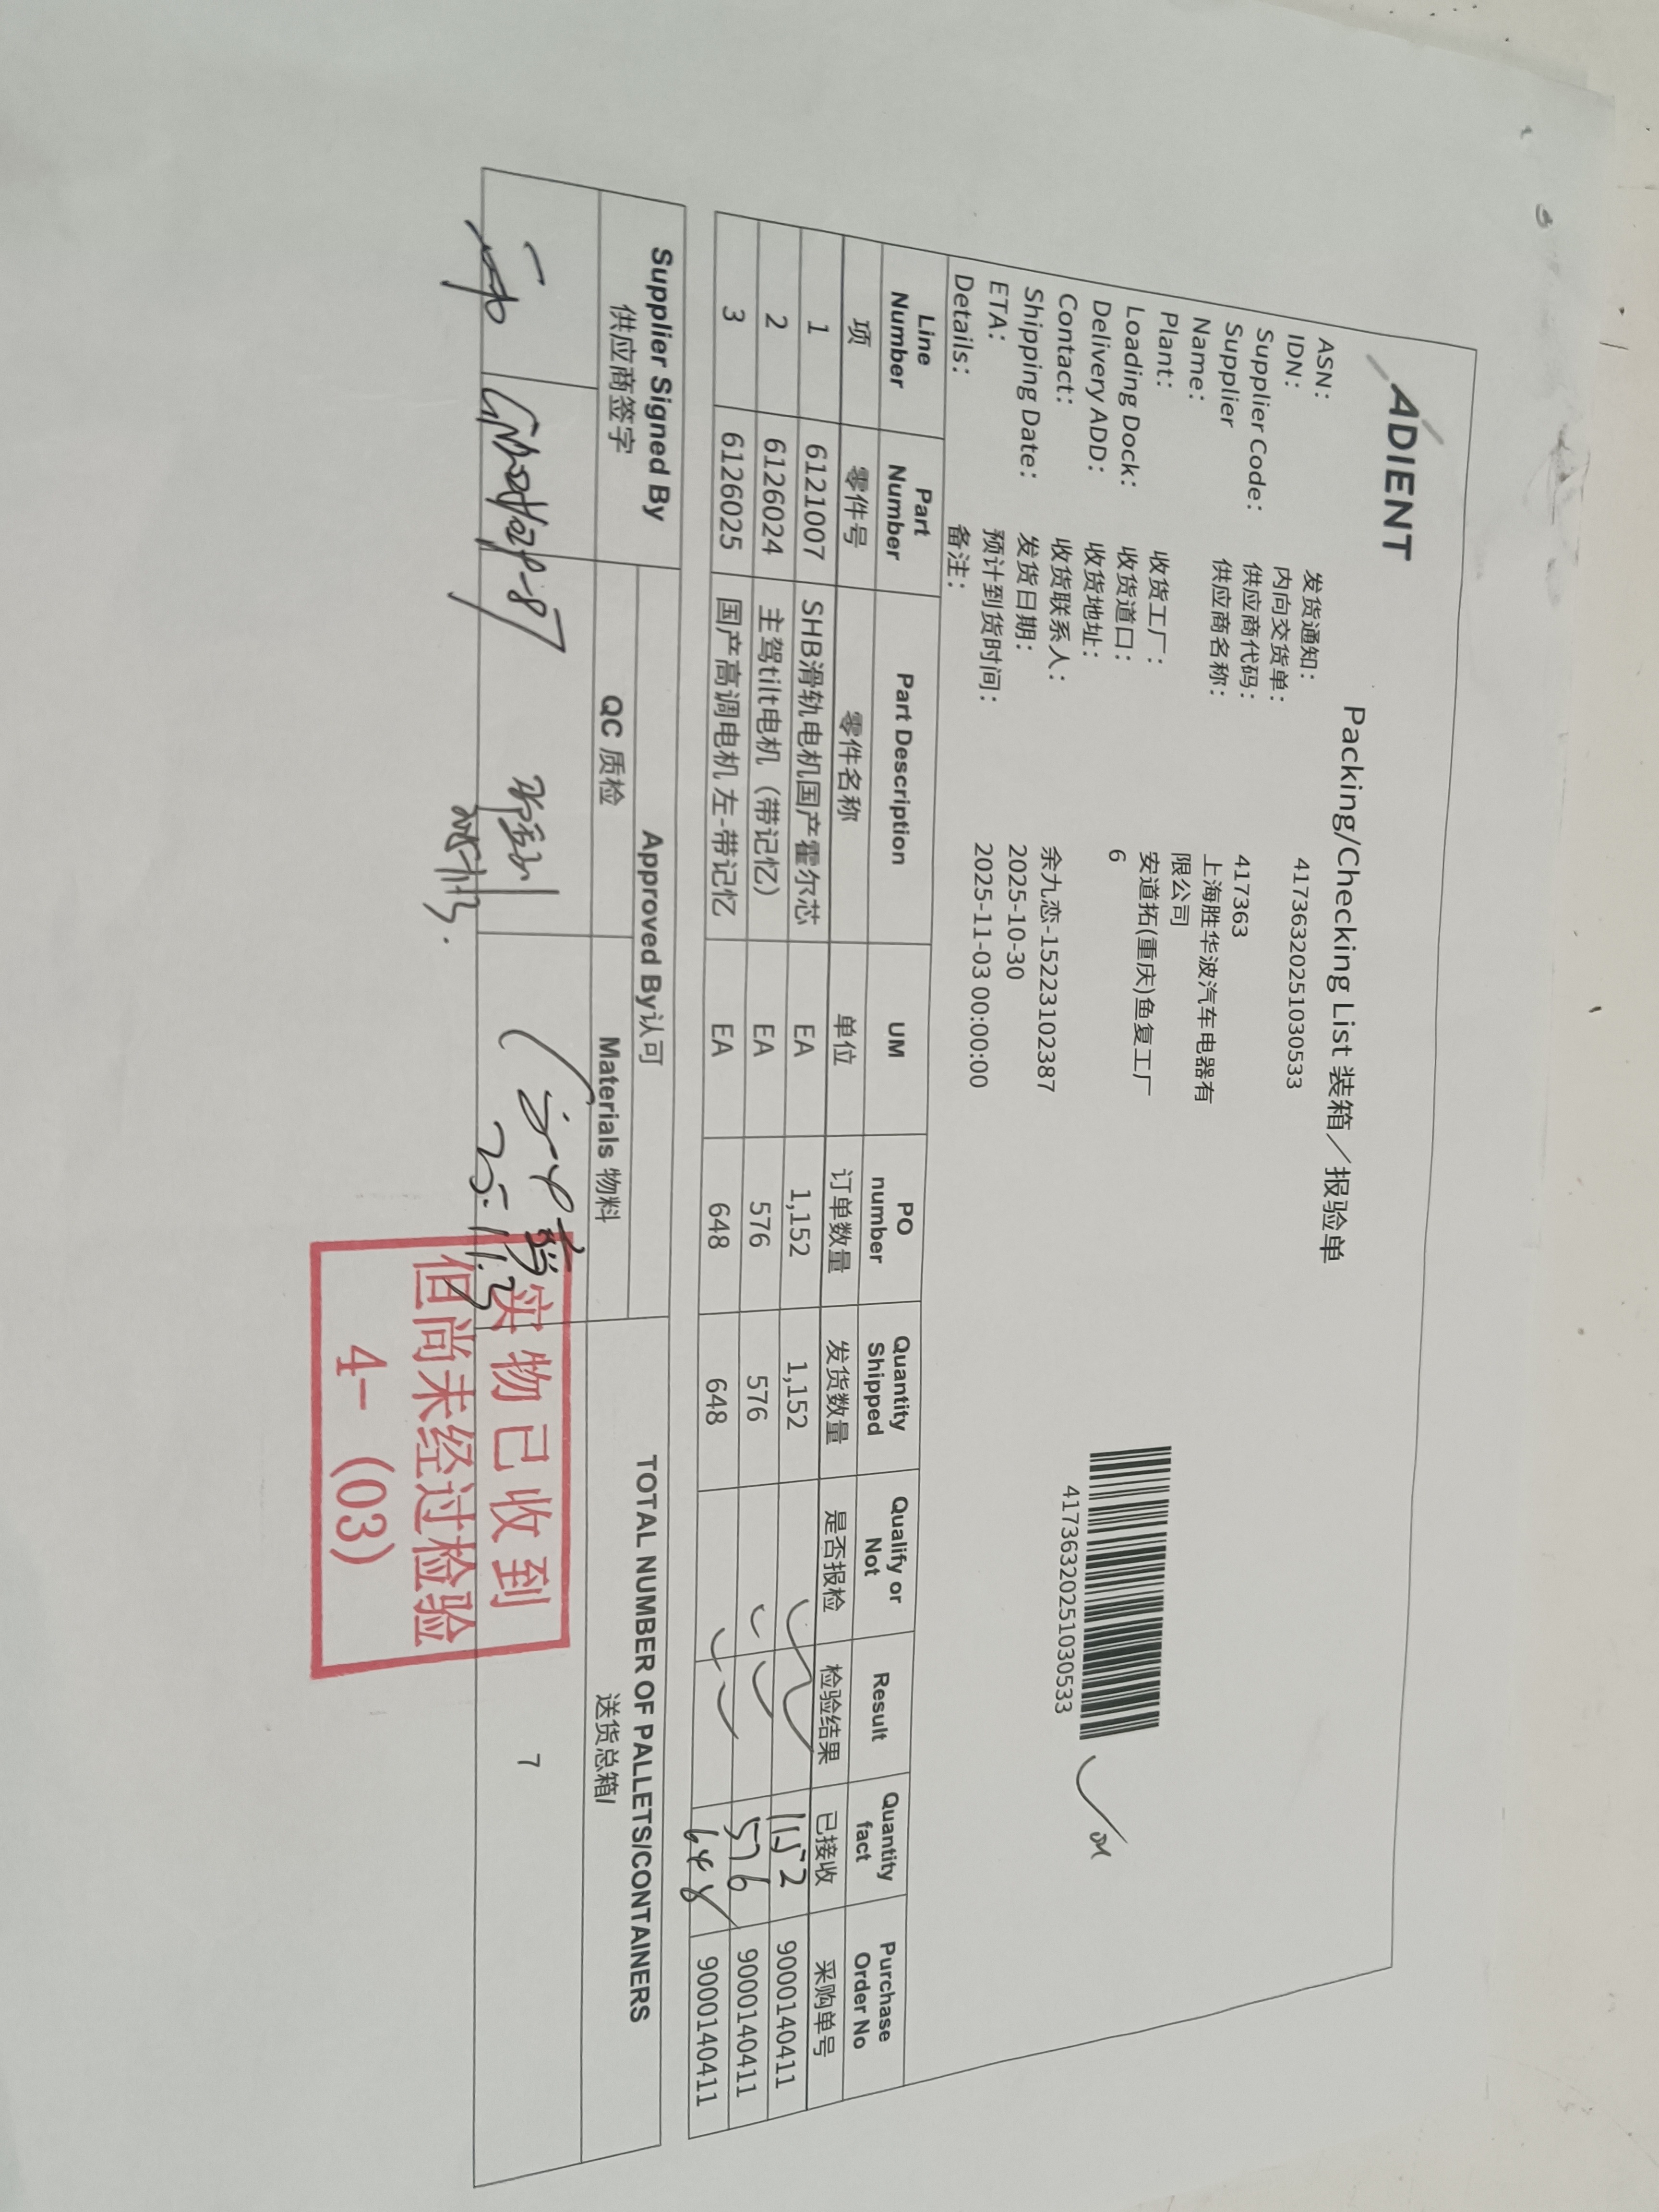 ADIENT
Packing/Checking List 装箱／报验单
ASN: 发货通知: 41736320251030533
IDN: 内向交货单:
Supplier Code: 供应商代码: 417363
Supplier Name: 供应商名称: 上海胜华波汽车电器有限公司
Plant: 收货工厂: 安道拓(重庆)鱼复工厂
Loading Dock: 收货道口: 6
Delivery ADD: 收货地址:
Contact: 收货联系人: 余九恋-15223102387
Shipping Date: 发货日期: 2025-10-30
ETA: 预计到货时间: 2025-11-03 00:00:00
Details: 备注:
41736320251030533
Line Number Part Number Part Description UM PO number Quantity Shipped Qualify or Not Result Quantity fact Purchase Order No
项 零件号 零件名称 单位 订单数量 发货数量 是否报检 检验结果 已接收 采购单号
1 6121007 SHB滑轨电机国产霍尔芯 EA 1,152 1,152 ✓ ✓ 1152 9000140411
2 6126024 主驾tilt电机（带记忆） EA 576 576 ✓ ✓ 576 9000140411
3 6126025 国产高调电机 左-带记忆 EA 648 648 ✓ ✓ 648 9000140411
Supplier Signed By Approved By认可 TOTAL NUMBER OF PALLETS/CONTAINERS
供应商签字 QC 质检 Materials 物料 送货总箱/
7
25.11.3
实物已收到
但尚未经过检验
4-（03）